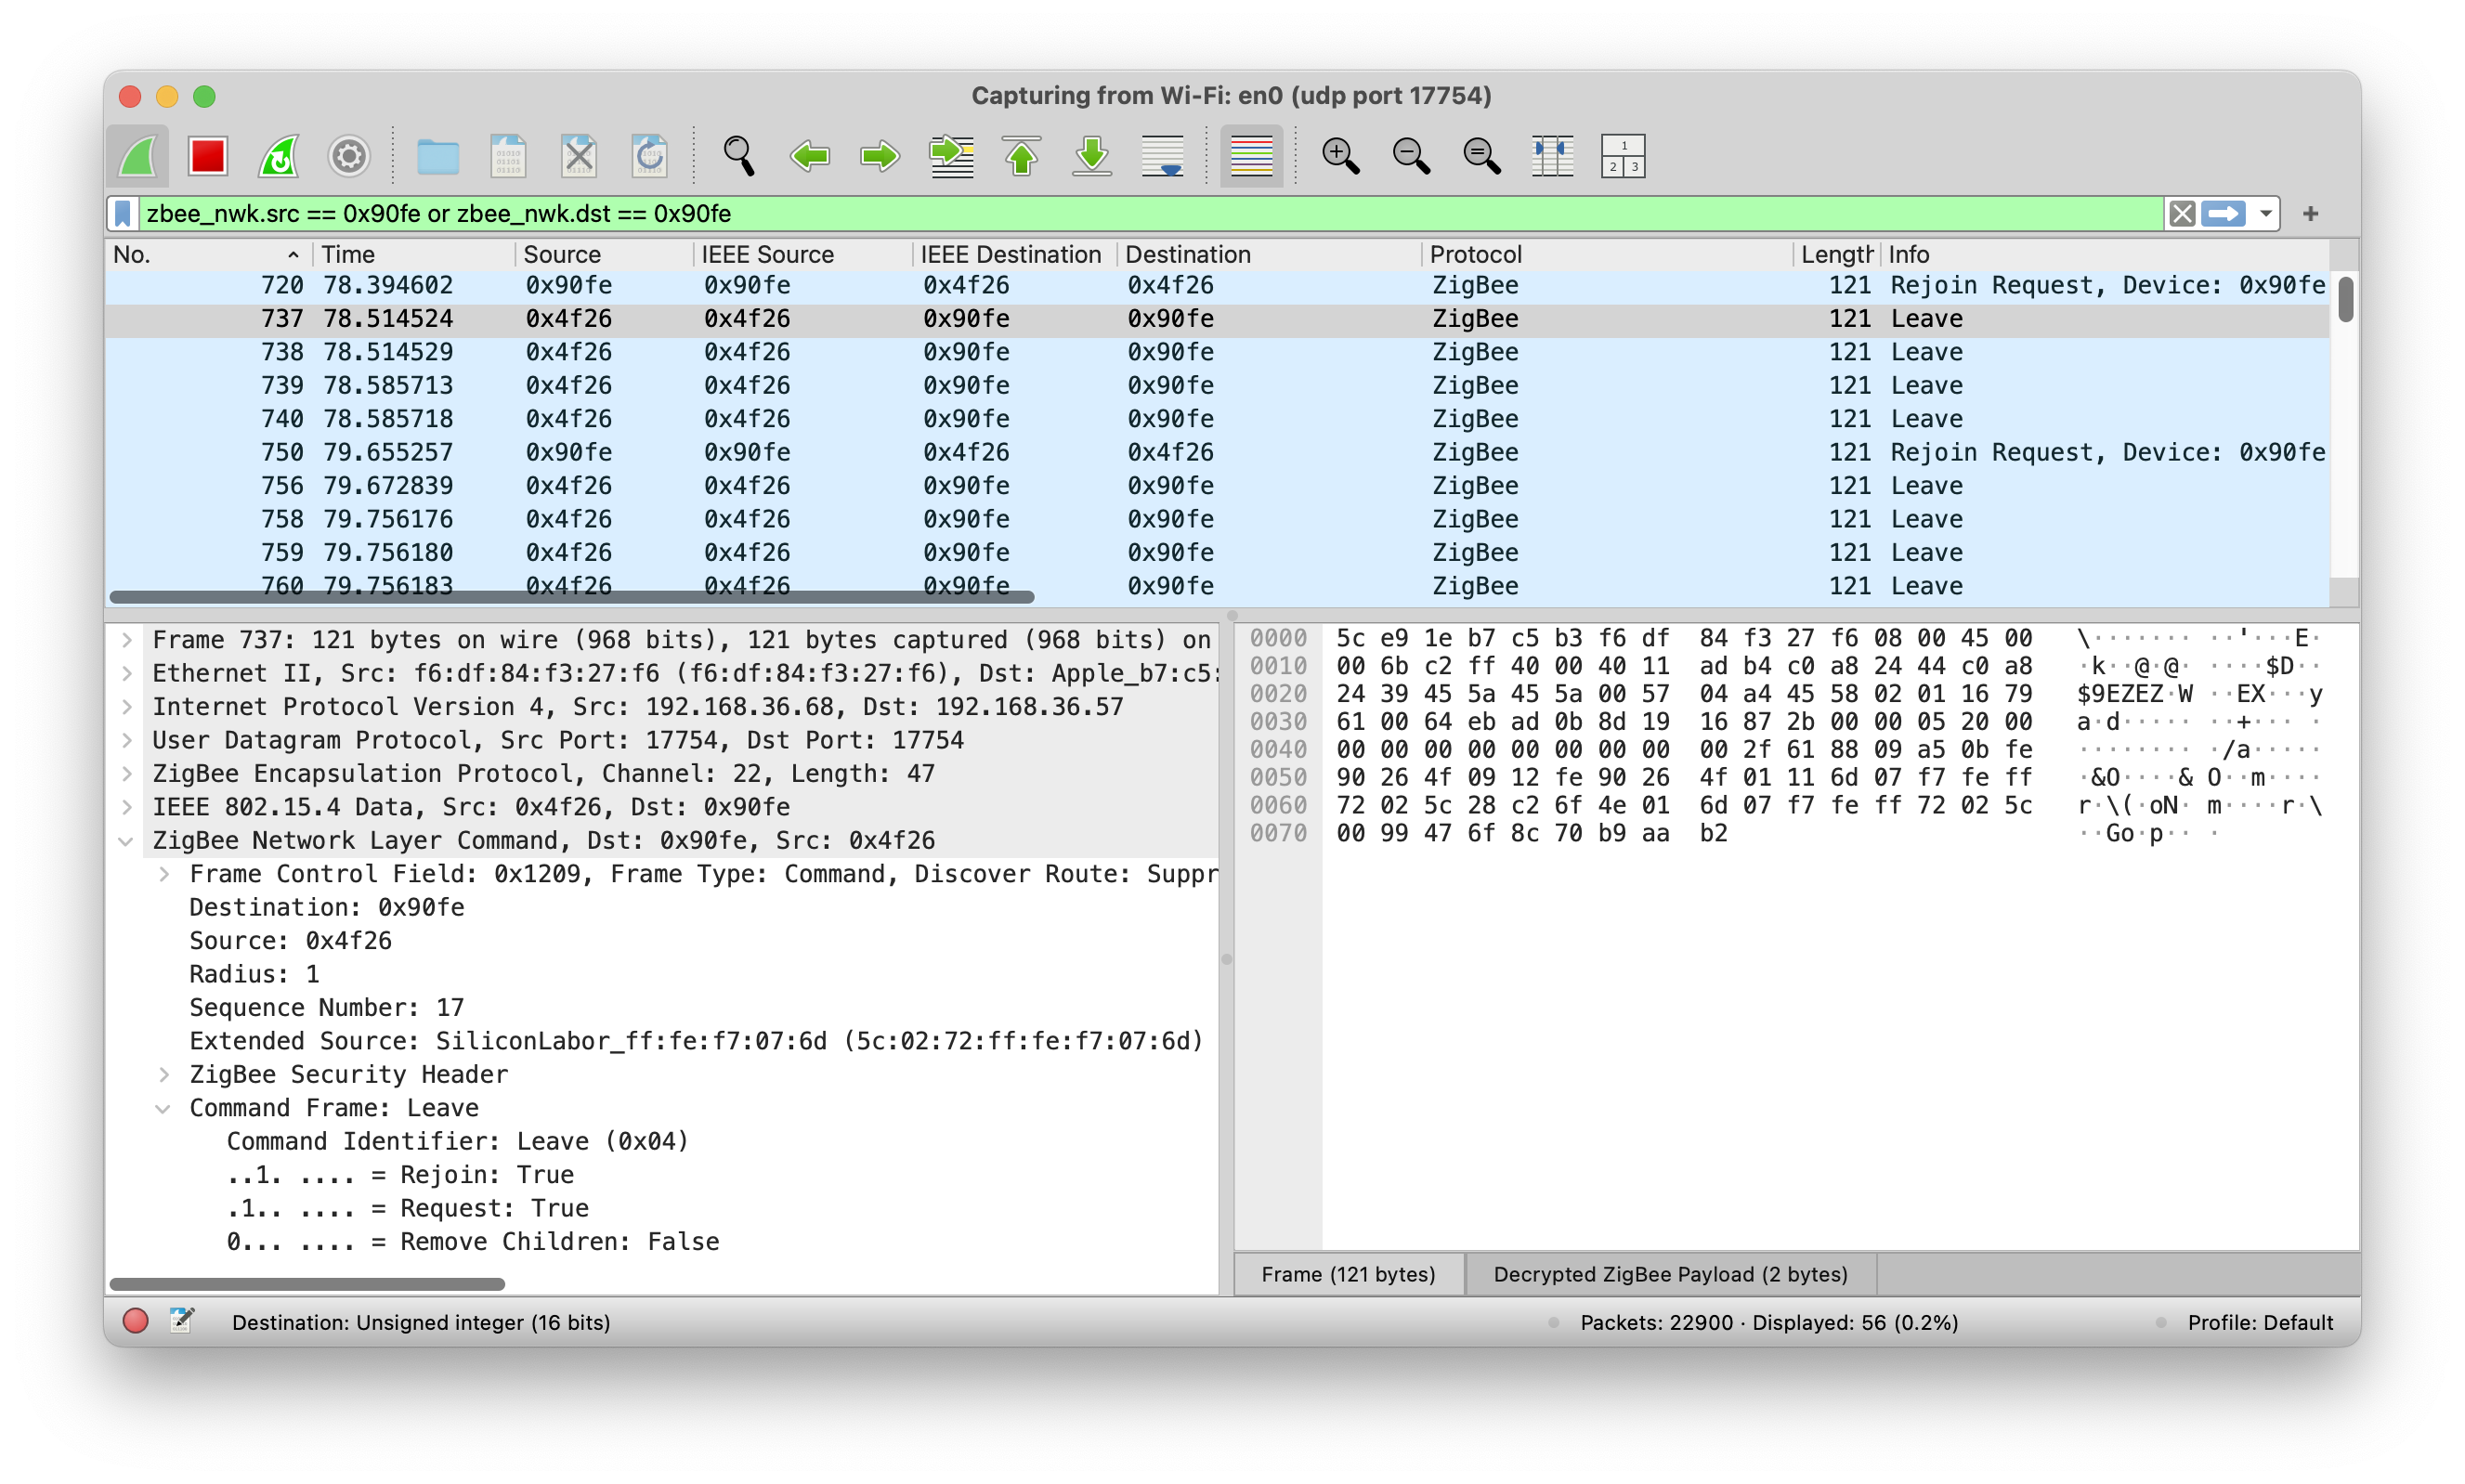 Capturing from Wi-Fi: en0 (udp port 17754)
zbee_nwk.src == 0x90fe or zbee_nwk.dst == 0x90fe
No. Time Source IEEE Source IEEE Destination Destination Protocol Length Info
720 78.394602 0x90fe 0x90fe 0x4f26 0x4f26 ZigBee 121 Rejoin Request, Device: 0x90fe
737 78.514524 0x4f26 0x4f26 0x90fe 0x90fe ZigBee 121 Leave
738 78.514529 0x4f26 0x4f26 0x90fe 0x90fe ZigBee 121 Leave
739 78.585713 0x4f26 0x4f26 0x90fe 0x90fe ZigBee 121 Leave
740 78.585718 0x4f26 0x4f26 0x90fe 0x90fe ZigBee 121 Leave
750 79.655257 0x90fe 0x90fe 0x4f26 0x4f26 ZigBee 121 Rejoin Request, Device: 0x90fe
756 79.672839 0x4f26 0x4f26 0x90fe 0x90fe ZigBee 121 Leave
758 79.756176 0x4f26 0x4f26 0x90fe 0x90fe ZigBee 121 Leave
759 79.756180 0x4f26 0x4f26 0x90fe 0x90fe ZigBee 121 Leave
760 79.756183 0x4f26 0x4f26 0x90fe 0x90fe ZigBee 121 Leave
Frame 737: 121 bytes on wire (968 bits), 121 bytes captured (968 bits) on
Ethernet II, Src: f6:df:84:f3:27:f6 (f6:df:84:f3:27:f6), Dst: Apple_b7:c5:
Internet Protocol Version 4, Src: 192.168.36.68, Dst: 192.168.36.57
User Datagram Protocol, Src Port: 17754, Dst Port: 17754
ZigBee Encapsulation Protocol, Channel: 22, Length: 47
IEEE 802.15.4 Data, Src: 0x4f26, Dst: 0x90fe
ZigBee Network Layer Command, Dst: 0x90fe, Src: 0x4f26
Frame Control Field: 0x1209, Frame Type: Command, Discover Route: Suppr
Destination: 0x90fe
Source: 0x4f26
Radius: 1
Sequence Number: 17
Extended Source: SiliconLabor_ff:fe:f7:07:6d (5c:02:72:ff:fe:f7:07:6d)
ZigBee Security Header
Command Frame: Leave
Command Identifier: Leave (0x04)
..1. .... = Rejoin: True
.1.. .... = Request: True
0... .... = Remove Children: False
0000 5c e9 1e b7 c5 b3 f6 df 84 f3 27 f6 08 00 45 00 \······· ··'···E·
0010 00 6b c2 ff 40 00 40 11 ad b4 c0 a8 24 44 c0 a8 ·k··@·@· ····$D··
0020 24 39 45 5a 45 5a 00 57 04 a4 45 58 02 01 16 79 $9EZEZ·W ··EX···y
0030 61 00 64 eb ad 0b 8d 19 16 87 2b 00 00 05 20 00 a·d····· ··+··· ·
0040 00 00 00 00 00 00 00 00 00 2f 61 88 09 a5 0b fe ········ ·/a·····
0050 90 26 4f 09 12 fe 90 26 4f 01 11 6d 07 f7 fe ff ·&O····& O··m····
0060 72 02 5c 28 c2 6f 4e 01 6d 07 f7 fe ff 72 02 5c r·\(·oN· m····r·\
0070 00 99 47 6f 8c 70 b9 aa b2 ··Go·p·· ·
Frame (121 bytes) Decrypted ZigBee Payload (2 bytes)
Destination: Unsigned integer (16 bits) Packets: 22900 · Displayed: 56 (0.2%) Profile: Default